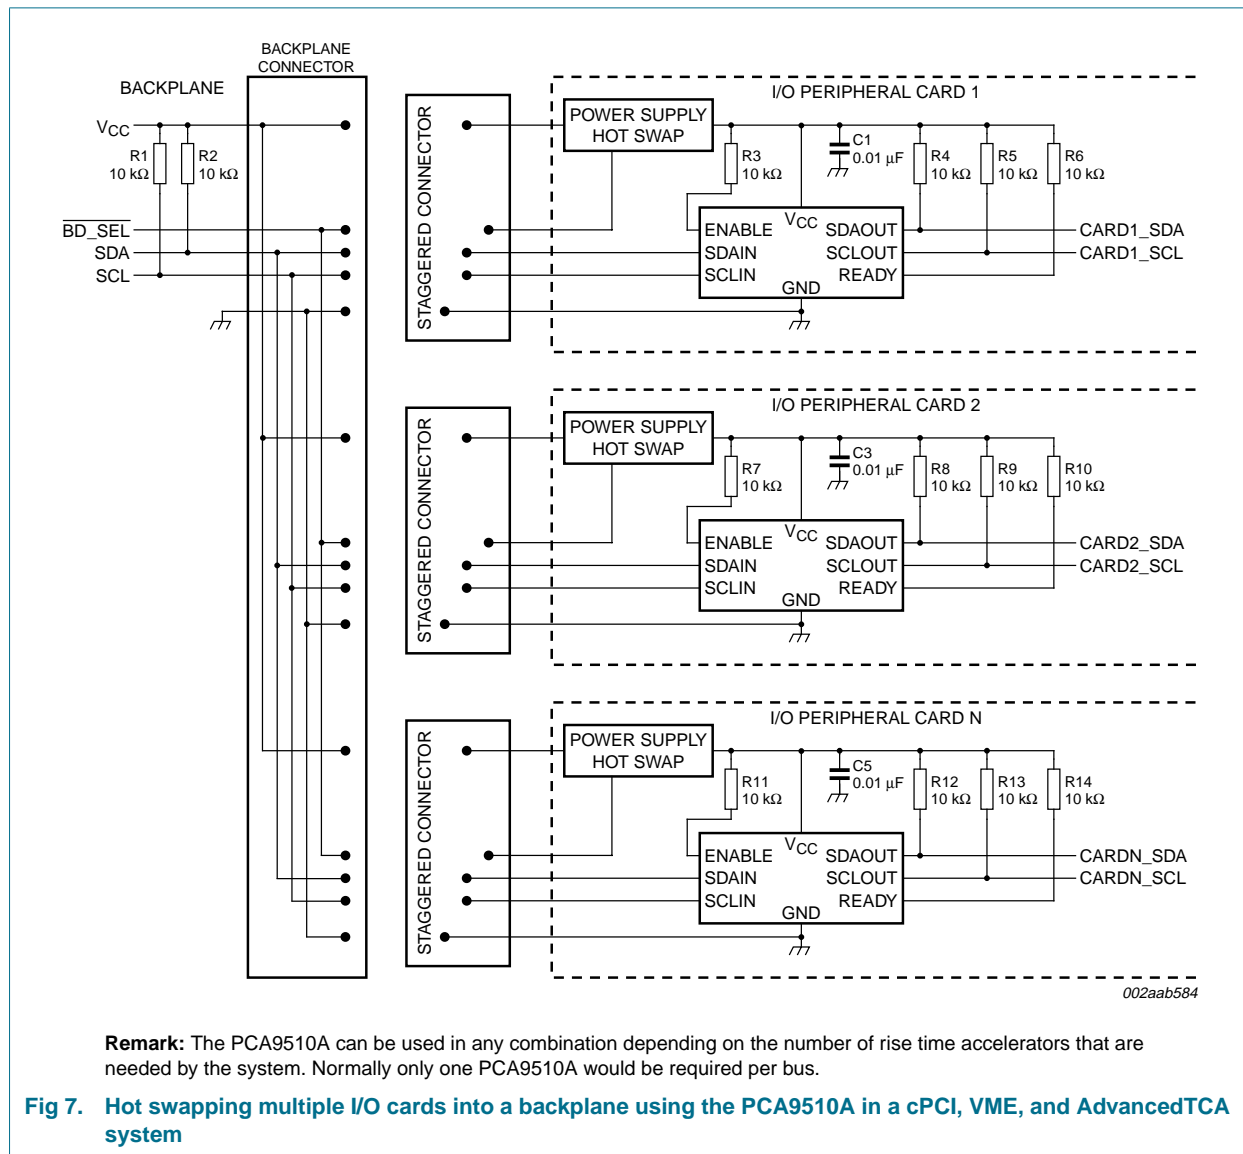 BACKPLANE
CONNECTOR
BACKPLANE
VCC
R1
10 kΩ
R2
10 kΩ
BD_SEL
SDA
SCL
STAGGERED CONNECTOR
I/O PERIPHERAL CARD 1
POWER SUPPLY
HOT SWAP
R3
10 kΩ
C1
0.01 μF
R4
10 kΩ
R5
10 kΩ
R6
10 kΩ
VCC
ENABLE
SDAIN
SCLIN
SDAOUT
SCLOUT
READY
GND
CARD1_SDA
CARD1_SCL
STAGGERED CONNECTOR
I/O PERIPHERAL CARD 2
POWER SUPPLY
HOT SWAP
R7
10 kΩ
C3
0.01 μF
R8
10 kΩ
R9
10 kΩ
R10
10 kΩ
VCC
ENABLE
SDAIN
SCLIN
SDAOUT
SCLOUT
READY
GND
CARD2_SDA
CARD2_SCL
STAGGERED CONNECTOR
I/O PERIPHERAL CARD N
POWER SUPPLY
HOT SWAP
R11
10 kΩ
C5
0.01 μF
R12
10 kΩ
R13
10 kΩ
R14
10 kΩ
VCC
ENABLE
SDAIN
SCLIN
SDAOUT
SCLOUT
READY
GND
CARDN_SDA
CARDN_SCL
002aab584
Remark: The PCA9510A can be used in any combination depending on the number of rise time accelerators that are
needed by the system. Normally only one PCA9510A would be required per bus.
Fig 7. Hot swapping multiple I/O cards into a backplane using the PCA9510A in a cPCI, VME, and AdvancedTCA
system